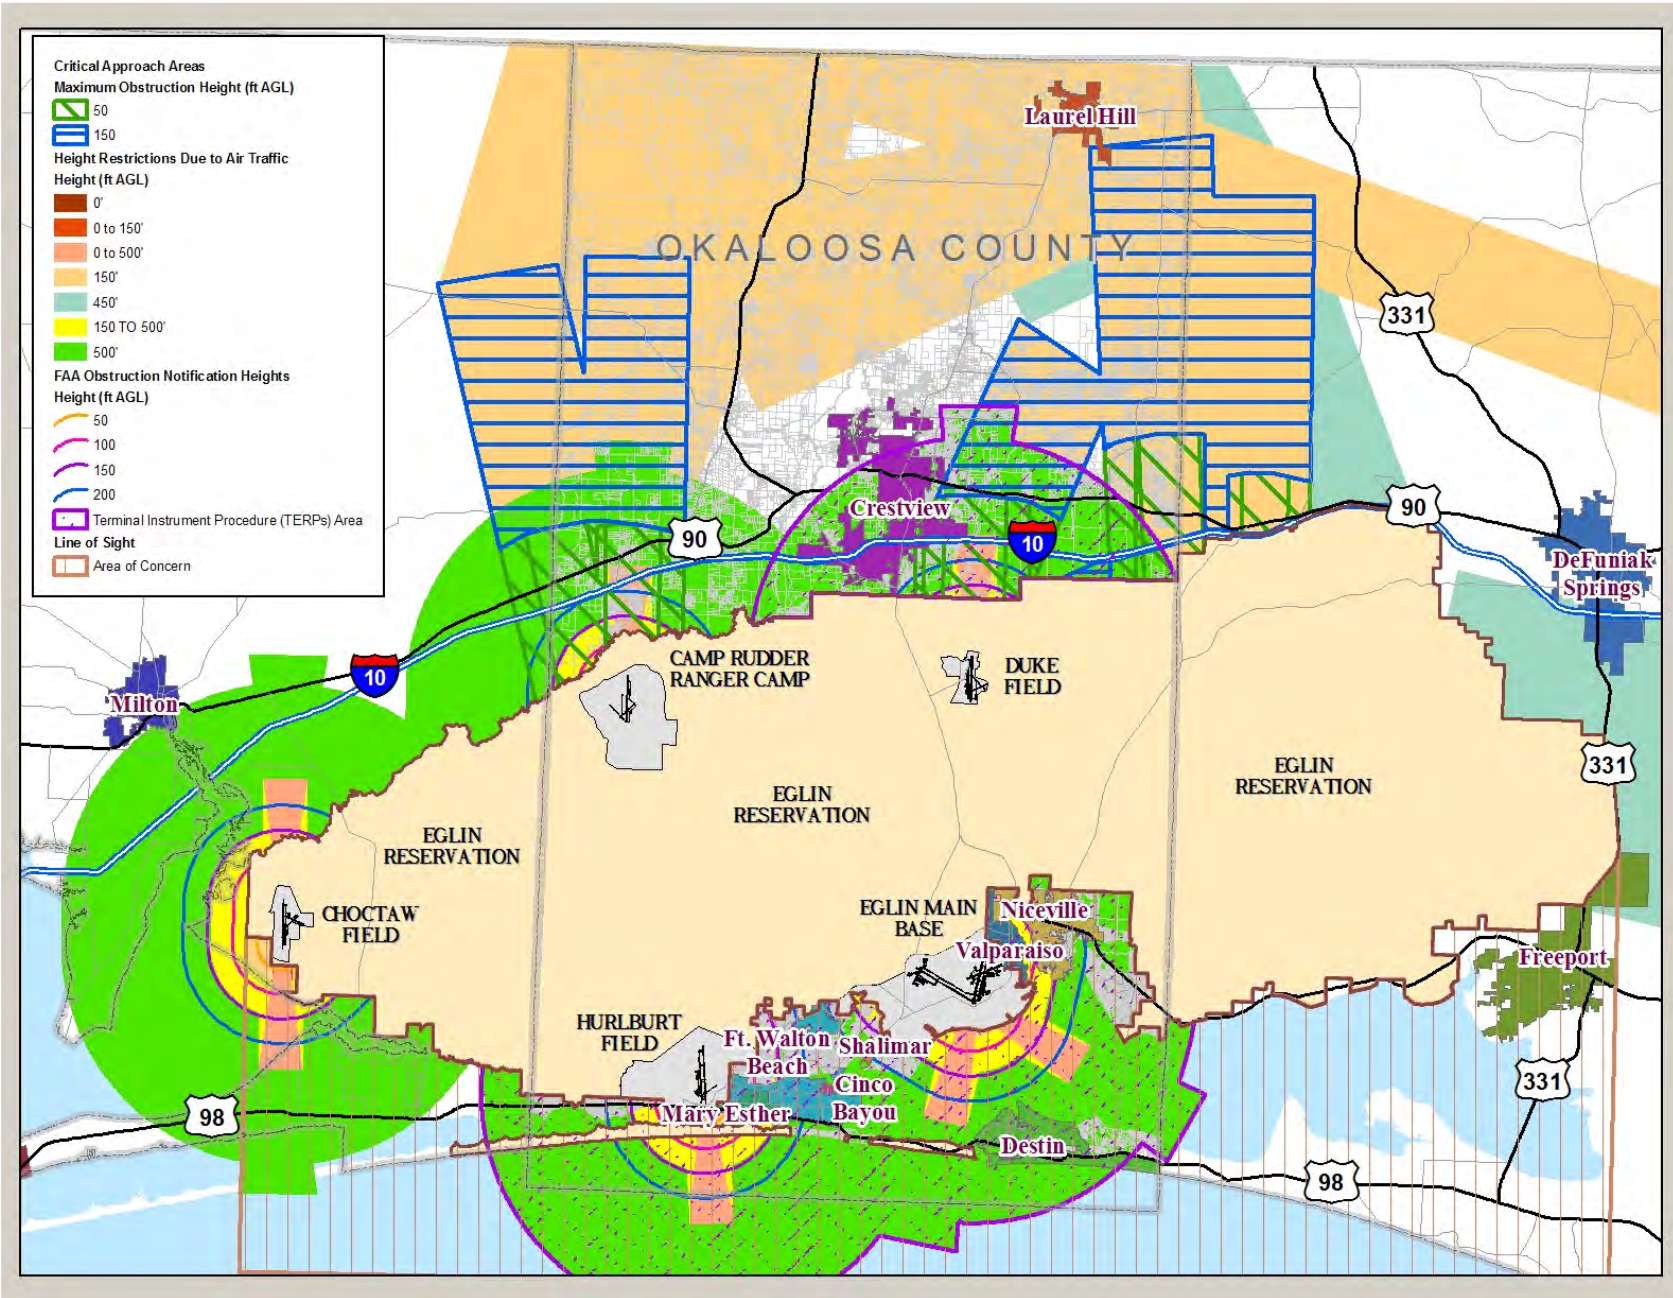 Critical Approach Areas
Maximum Obstruction Height (ft AGL)
50
150
Height Restrictions Due to Air Traffic
Height (ft AGL)
0'
0 to 150'
0 to 500'
150'
450'
150 TO 500'
500'
FAA Obstruction Notification Heights
Height (ft AGL)
50
100
150
200
Terminal Instrument Procedure (TERPs) Area
Line of Sight
Area of Concern
Laurel Hill
OKALOOSA COUNTY
331
90
Crestview
90
10
DeFuniak
Springs
10
Milton
CAMP RUDDER
RANGER CAMP
DUKE
FIELD
331
EGLIN
RESERVATION
EGLIN
RESERVATION
EGLIN
RESERVATION
CHOCTAW
FIELD
EGLIN MAIN
BASE
Niceville
Valparaiso
Freeport
HURLBURT
FIELD
Ft. Walton
Beach
Shalimar
Cinco
Bayou
331
98
Mary Esther
Destin
98